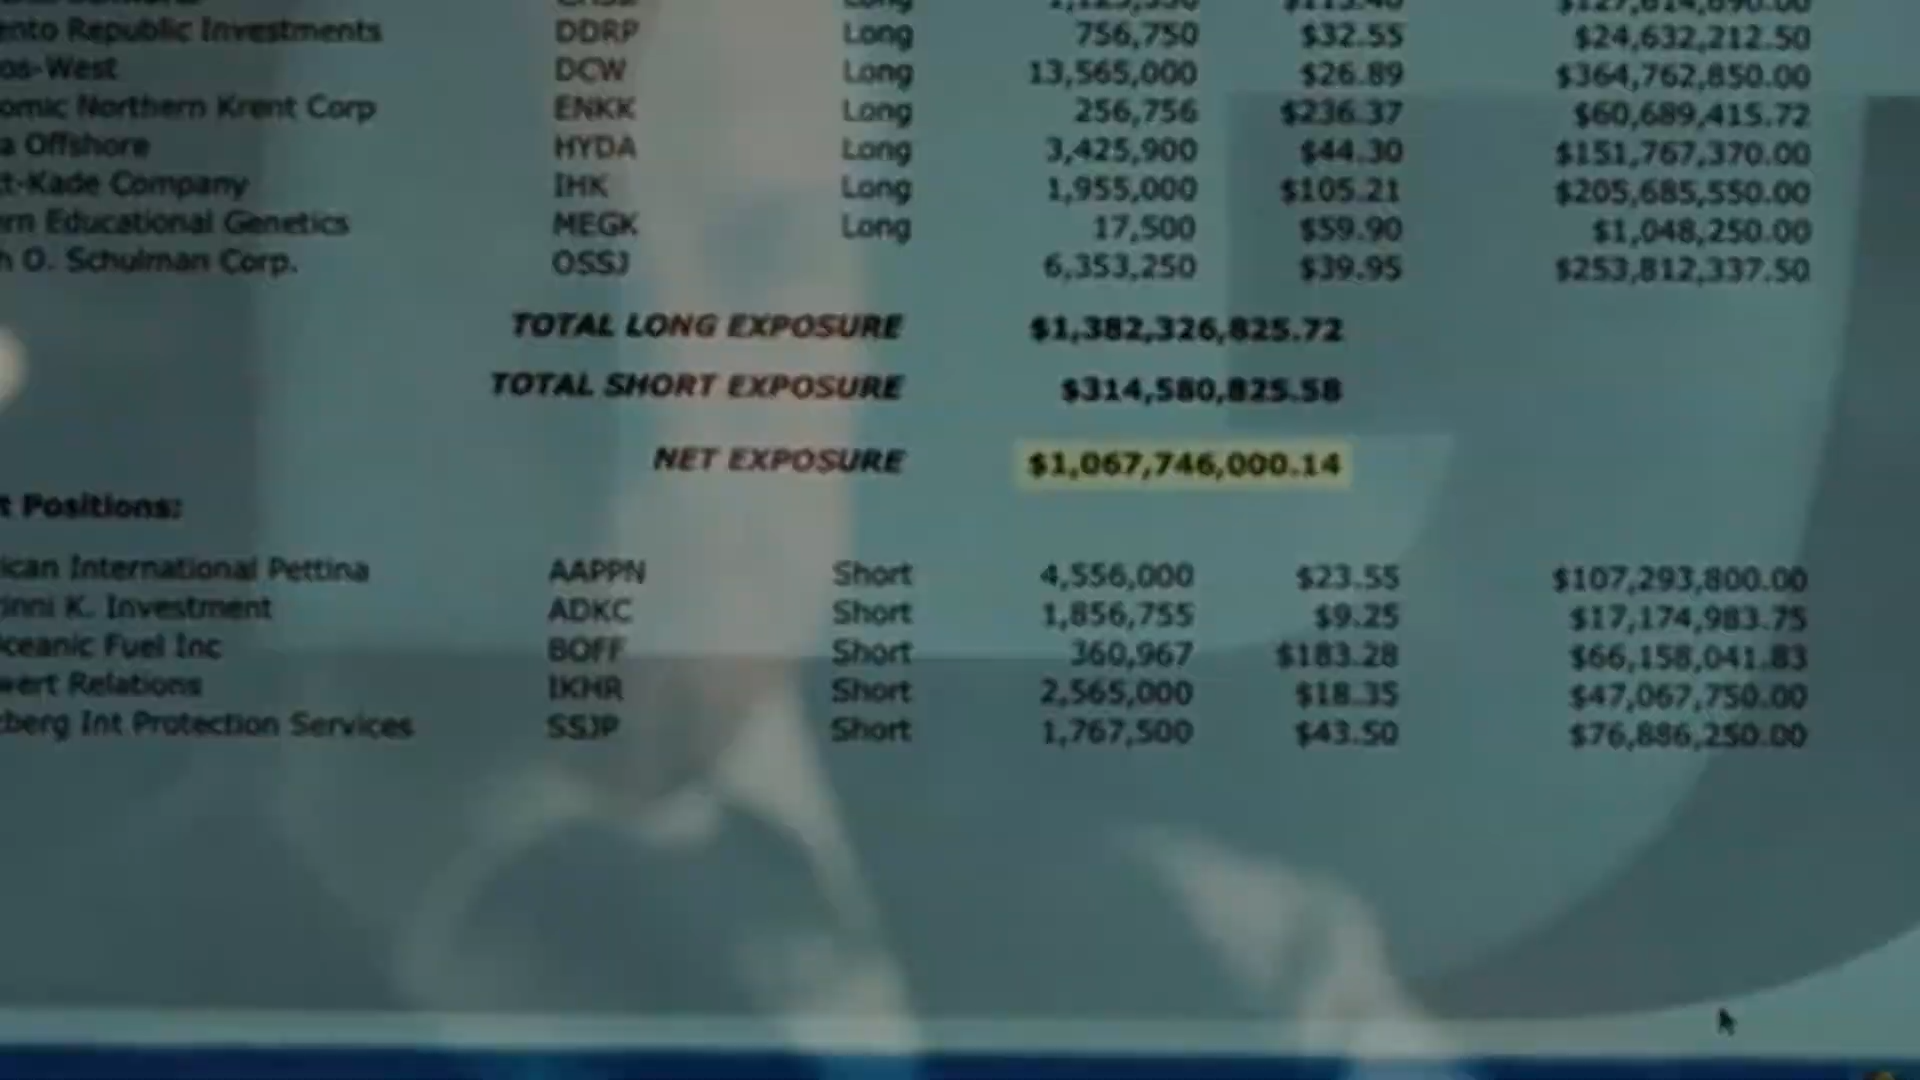 ento Republic Investments DDRP Long 756,750 $32.55 $24,632,212.50
os-West DCW Long 13,565,000 $26.89 $364,762,850.00
omic Northern Krent Corp ENKK Long 256,756 $236.37 $60,689,415.72
a Offshore HYDA Long 3,425,900 $44.30 $151,767,370.00
t-Kade Company IHK Long 1,955,000 $105.21 $205,685,550.00
ern Educational Genetics MEGK Long 17,500 $59.90 $1,048,250.00
h O. Schulman Corp. OSSJ 6,353,250 $39.95 $253,812,337.50
TOTAL LONG EXPOSURE $1,382,326,825.72
TOTAL SHORT EXPOSURE $314,580,825.58
NET EXPOSURE $1,067,746,000.14
t Positions:
ican International Pettina AAPPN Short 4,556,000 $23.55 $107,293,800.00
inni K. Investment ADKC Short 1,856,755 $9.25 $17,174,983.75
ceanic Fuel Inc BOFF Short 360,967 $183.28 $66,158,041.83
wert Relations IKHR Short 2,565,000 $18.35 $47,067,750.00
berg Int Protection Services SSJP Short 1,767,500 $43.50 $76,886,250.00